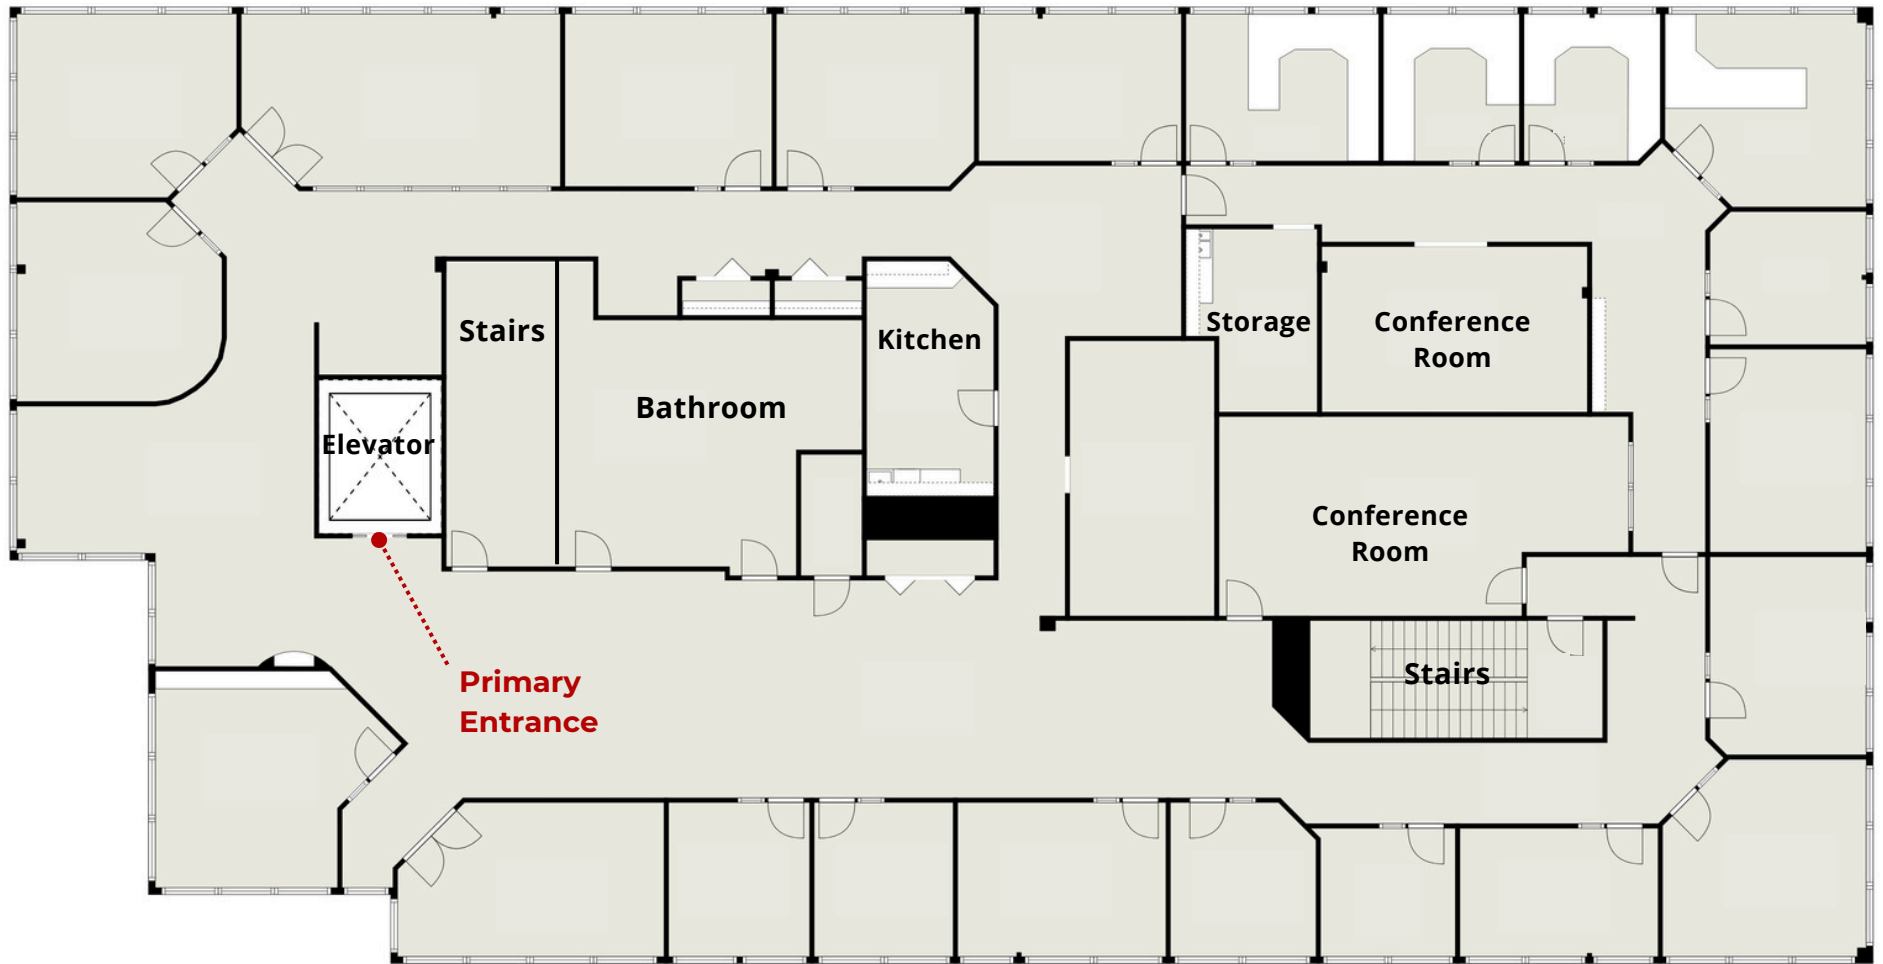 Stairs
Kitchen
Storage
Conference
Room
Bathroom
Elevator
Conference
Room
Stairs
Primary
Entrance